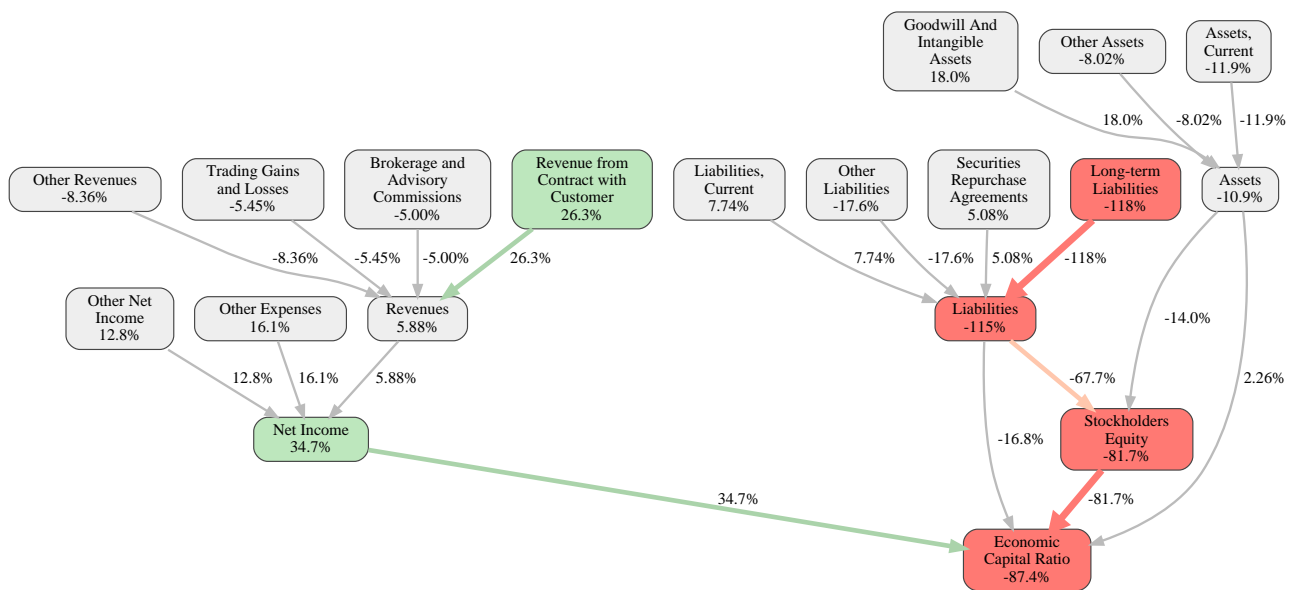 Goodwill And
Intangible
Assets
18.0%
Other Assets
-8.02%
Assets,
Current
-11.9%
18.0%
-8.02%
-11.9%
Other Revenues
-8.36%
Trading Gains
and Losses
-5.45%
Brokerage and
Advisory
Commissions
-5.00%
Revenue from
Contract with
Customer
26.3%
Liabilities,
Current
7.74%
Other
Liabilities
-17.6%
Securities
Repurchase
Agreements
5.08%
Long-term
Liabilities
-118%
Assets
-10.9%
-8.36%
-5.45%
-5.00%
26.3%
7.74%
-17.6%
5.08%
-118%
Other Net
Income
12.8%
Other Expenses
16.1%
Revenues
5.88%
Liabilities
-115%
-14.0%
12.8%
16.1%
5.88%
-67.7%
2.26%
Net Income
34.7%
-16.8%
Stockholders
Equity
-81.7%
34.7%
-81.7%
Economic
Capital Ratio
-87.4%